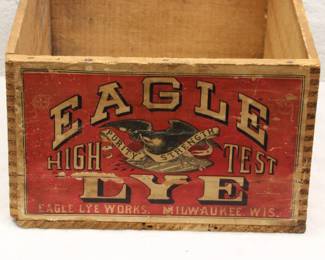 EAGLE
PURITY STRENGTH
HIGH TEST
LYE
EAGLE LYE WORKS. MILWAUKEE, WIS.